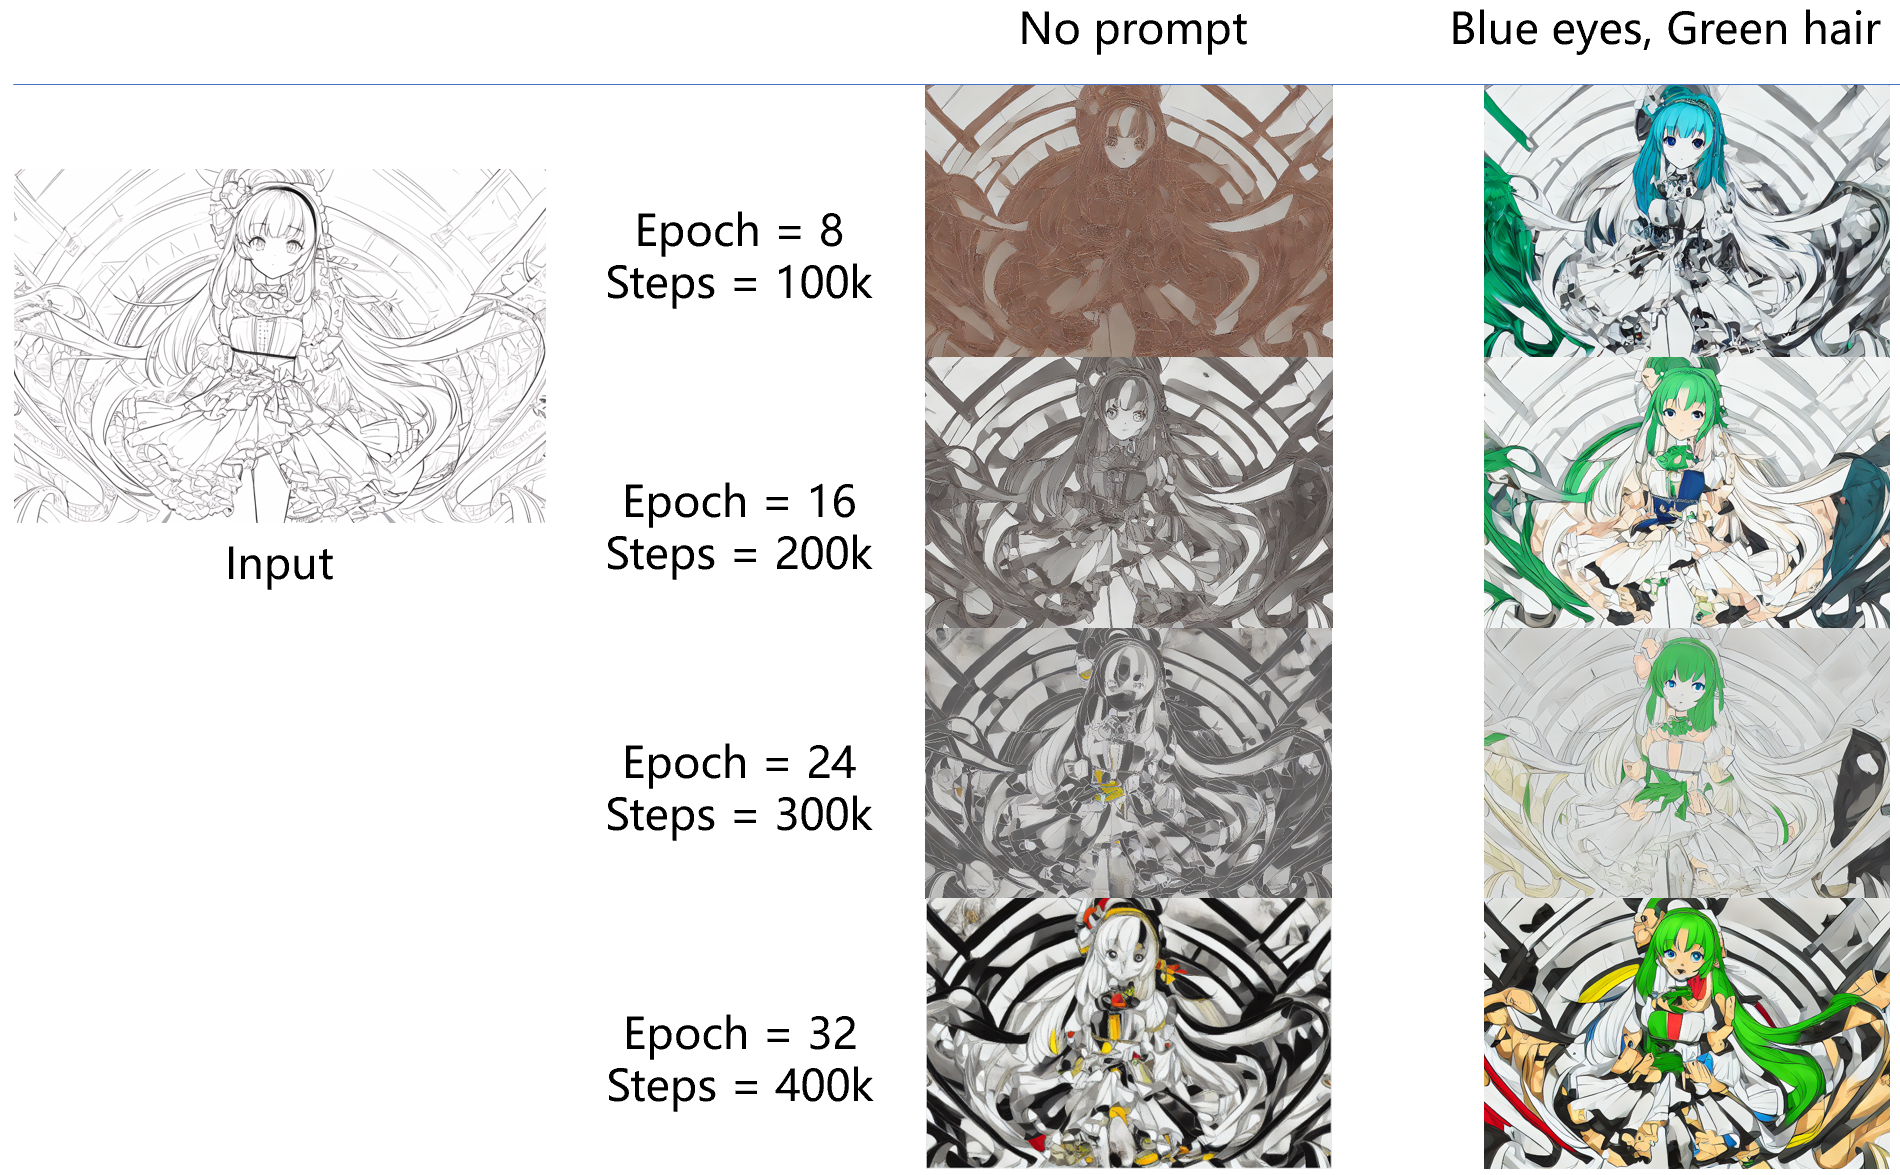 No prompt
Blue eyes, Green hair
Input
Epoch = 8
Steps = 100k
Epoch = 16
Steps = 200k
Epoch = 24
Steps = 300k
Epoch = 32
Steps = 400k